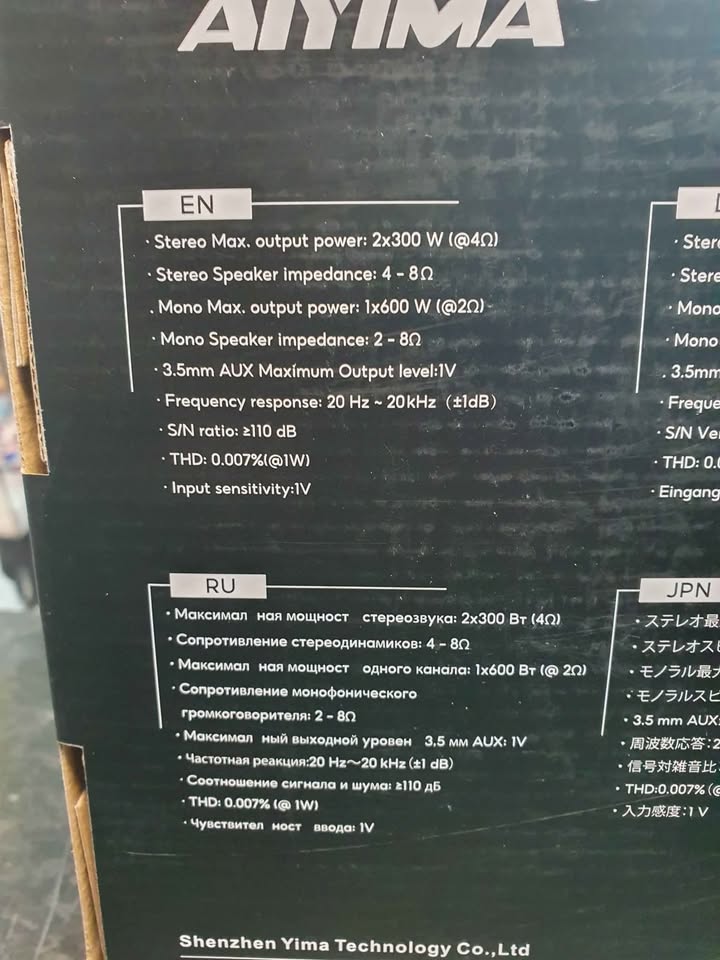 AIYIMA
EN
· Stereo Max. output power: 2x300 W (@4Ω)
· Stereo Speaker impedance: 4 - 8Ω
. Mono Max. output power: 1x600 W (@2Ω)
· Mono Speaker impedance: 2 - 8Ω
· 3.5mm AUX Maximum Output level:1V
· Frequency response: 20 Hz ~ 20kHz (±1dB)
· S/N ratio: ≥110 dB
· THD: 0.007%(@1W)
· Input sensitivity:1V
· Mono
· Mono
. 3.5mm
· S/N
· THD:
· Eingang
RU
· Максимал ная мощност стереозвука: 2x300 Вт (4Ω)
· Сопротивление стереодинамиков: 4 - 8Ω
· Максимал ная мощност одного канала: 1x600 Вт (@ 2Ω)
· Сопротивление монофонического
громкоговорителя: 2 - 8Ω
· Максимал ный выходной уровен 3.5 мм AUX: 1V
· Частотная реакция:20 Hz～20 kHz (±1 dB)
· Соотношение сигнала и шума: ≥110 дБ
· THD: 0.007% (@ 1W)
· Чувствител ност ввода: 1V
JPN
· ステレオ最
· ステレオス
· モノラル最
· モノラルスピ
· 3.5 mm AUX
· 周波数応答:2
· 信号対雑音比
· THD:0.007%
· 入力感度:1V
Shenzhen Yima Technology Co.,Ltd